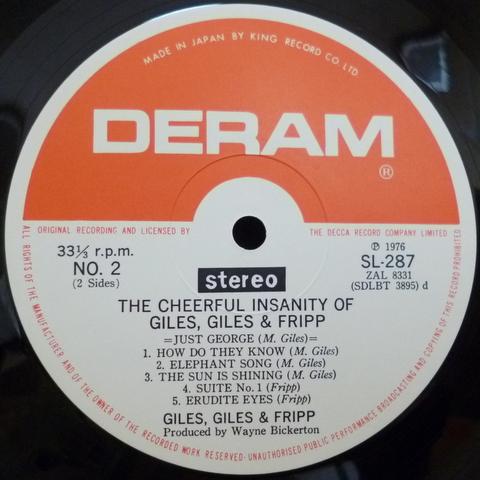 MADE IN JAPAN BY KING RECORD CO LTD.
DERAM®
ORIGINAL RECORDING AND LICENSED BY THE DECCA RECORD COMPANY LIMITED
33⅓ r.p.m.
NO. 2
(2 Sides)
stereo
℗ 1976
SL-287
ZAL 8331
(SDLBT 3895) d
THE CHEERFUL INSANITY OF
GILES, GILES & FRIPP
=JUST GEORGE (M. Giles)=
1. HOW DO THEY KNOW (M. Giles)
2. ELEPHANT SONG (M. Giles)
3. THE SUN IS SHINING (M. Giles)
4. SUITE No. 1 (Fripp)
5. ERUDITE EYES (Fripp)
GILES, GILES & FRIPP
Produced by Wayne Bickerton
ALL RIGHTS OF THE MANUFACTURER AND OF THE OWNER OF THE RECORDED WORK RESERVED·UNAUTHORISED PUBLIC PERFORMANCE BROADCASTING AND COPYING OF THIS RECORD PROHIBITED